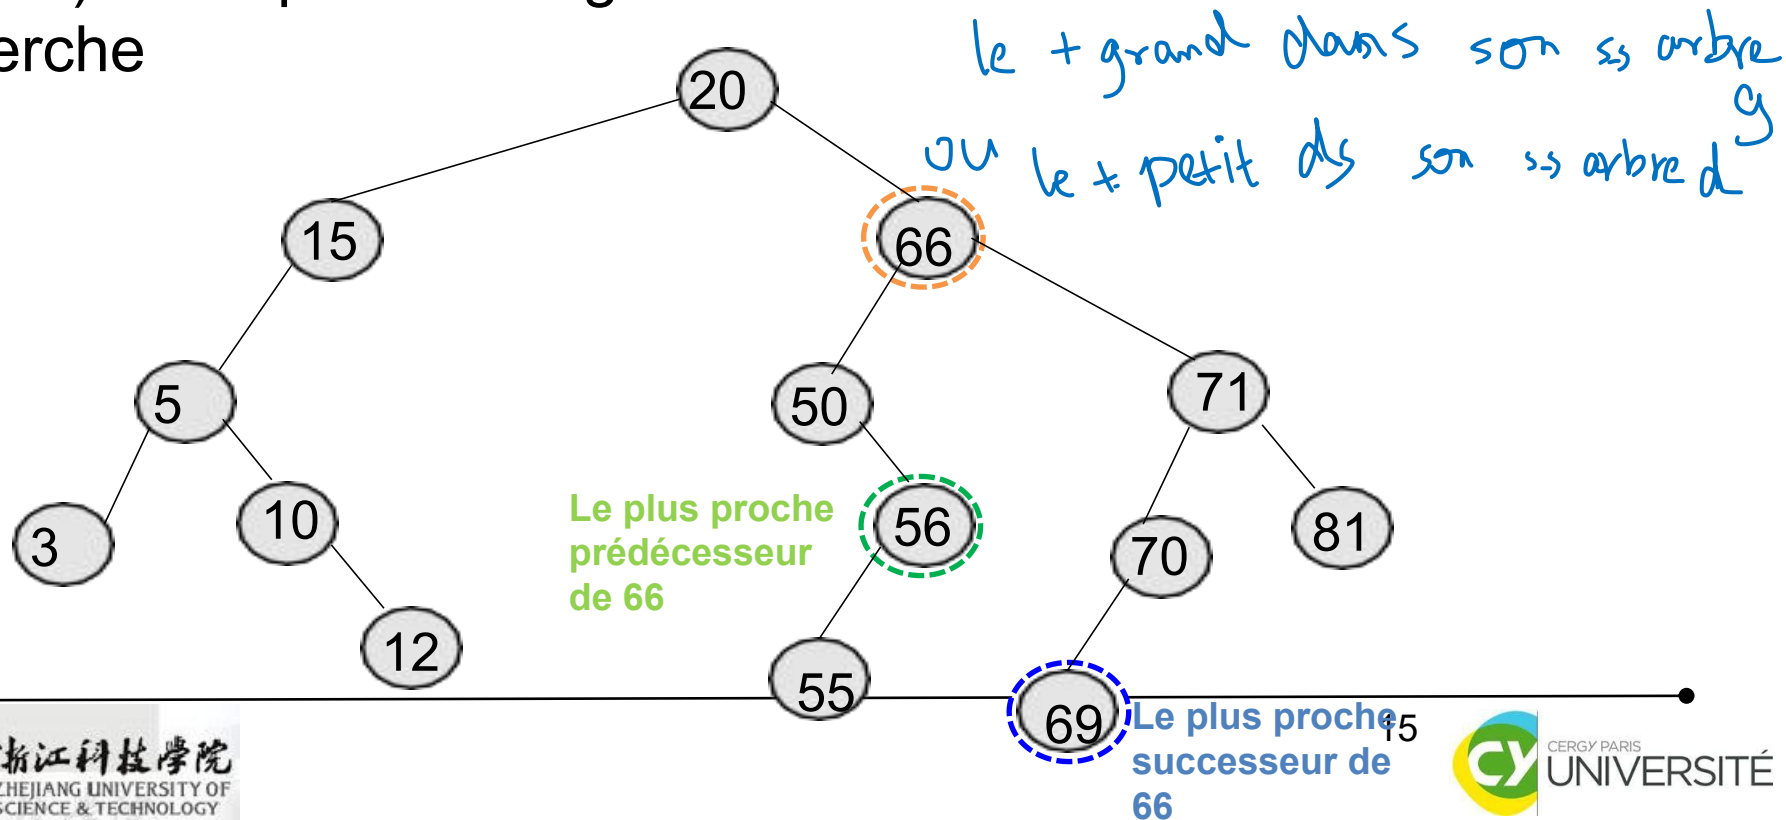 erche
le + grand dans son ss arbre
g
ou le + petit ds son ss arbre d
20
15
66
5
50
71
3
10
Le plus proche
prédécesseur
de 66
56
70
81
12
55
69
Le plus proche
successeur de
66
15
浙江科技學院
ZHEJIANG UNIVERSITY OF
SCIENCE & TECHNOLOGY
CY
CERGY PARIS
UNIVERSITÉ